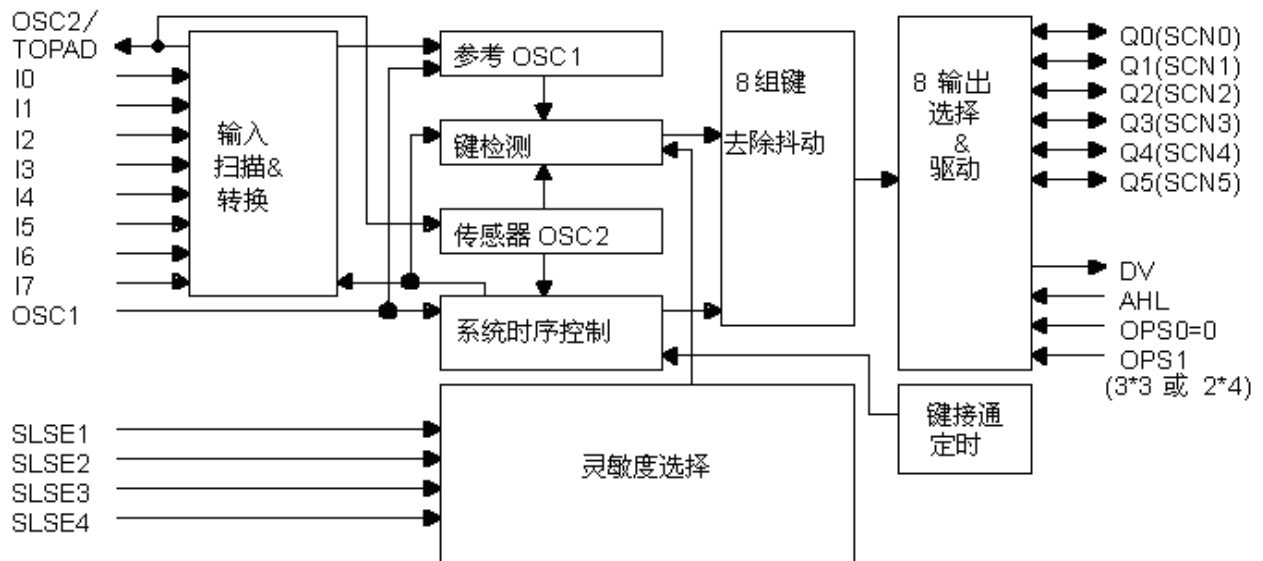 OSC2/
TOPAD
I0
I1
I2
I3
I4
I5
I6
I7
OSC1
SLSE1
SLSE2
SLSE3
SLSE4
输入
扫描&
转换
参考 OSC1
键检测
传感器 OSC2
系统时序控制
灵敏度选择
8组键
去除抖动
8 输出
选择
&
驱动
键接通
定时
Q0(SCN0)
Q1(SCN1)
Q2(SCN2)
Q3(SCN3)
Q4(SCN4)
Q5(SCN5)
DV
AHL
OPS0=0
OPS1
(3*3 或 2*4)